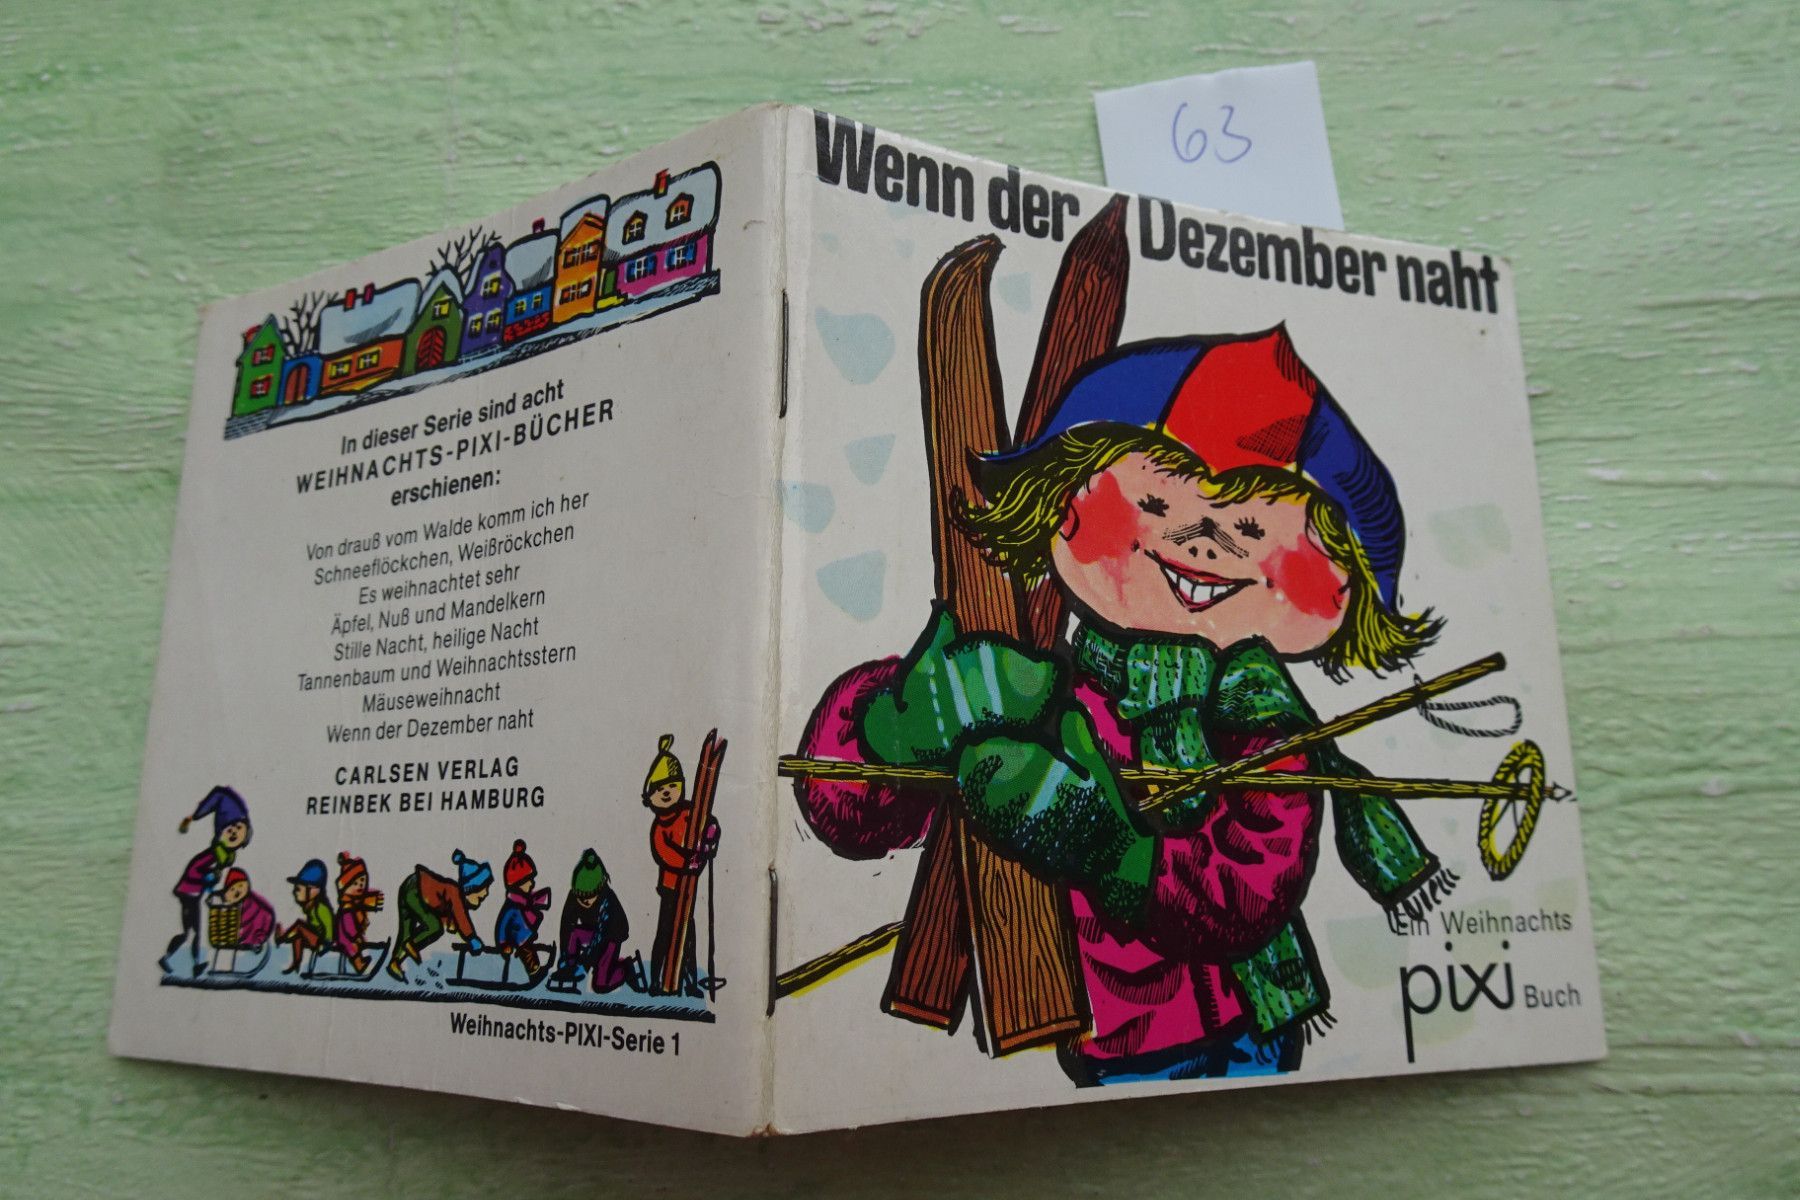 63
Wenn der Dezember naht
Ein Weihnachts
pixi Buch
In dieser Serie sind acht
WEIHNACHTS-PIXI-BÜCHER
erschienen:
Von drauß vom Walde komm ich her
Schneeflöckchen, Weißröckchen
Es weihnachtet sehr
Äpfel, Nuß und Mandelkern
Stille Nacht, heilige Nacht
Tannenbaum und Weihnachtsstern
Mäuseweihnacht
Wenn der Dezember naht
CARLSEN VERLAG
REINBEK BEI HAMBURG
Weihnachts-PIXI-Serie 1